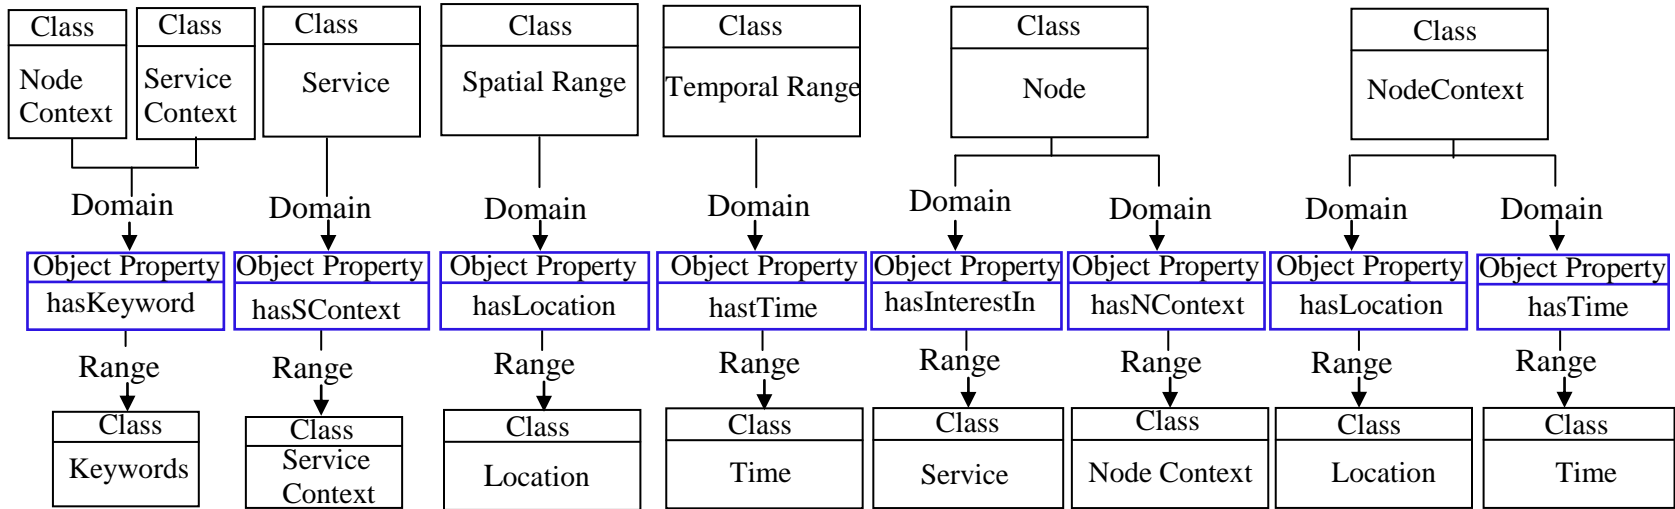 Class Class Class Class Class Class Class
Node Context
Service Context
Service
Spatial Range
Temporal Range
Node
NodeContext
Domain Domain Domain Domain Domain Domain Domain Domain
Object Property Object Property Object Property Object Property Object Property Object Property Object Property Object Property
hasKeyword hasSContext hasLocation hastTime hasInterestIn hasNContext hasLocation hasTime
Range Range Range Range Range Range Range Range
Class Class Class Class Class Class Class Class
Keywords
Service Context
Location
Time
Service
Node Context
Location
Time